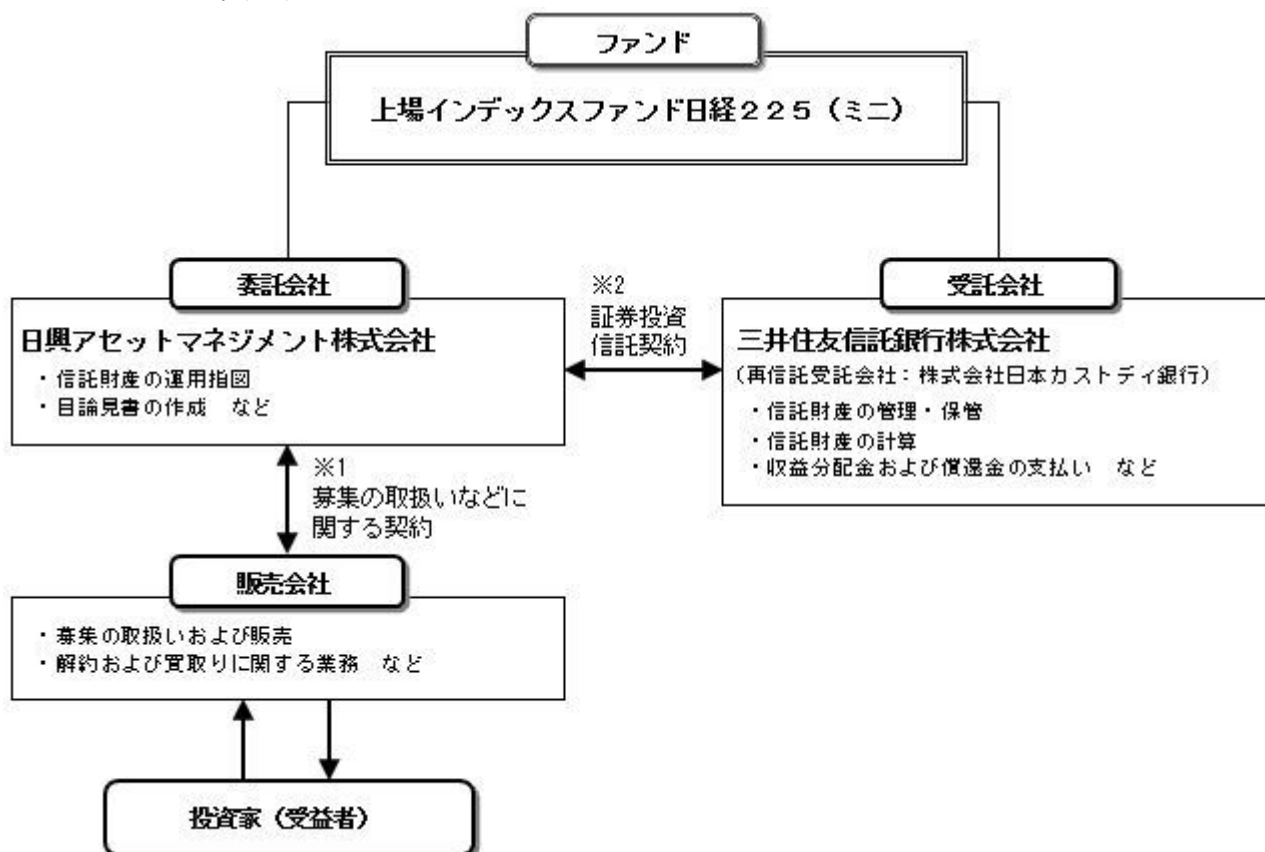 ファンド
上場インデックスファンド日経225（ミニ）
委託会社
日興アセットマネジメント株式会社
・信託財産の運用指図
・目論見書の作成　など
※2
証券投資
信託契約
受託会社
三井住友信託銀行株式会社
（再信託受託会社：株式会社日本カストディ銀行）
・信託財産の管理・保管
・信託財産の計算
・収益分配金および償還金の支払い　など
※1
募集の取扱いなどに
関する契約
販売会社
・募集の取扱いおよび販売
・解約および買取りに関する業務　など
投資家（受益者）